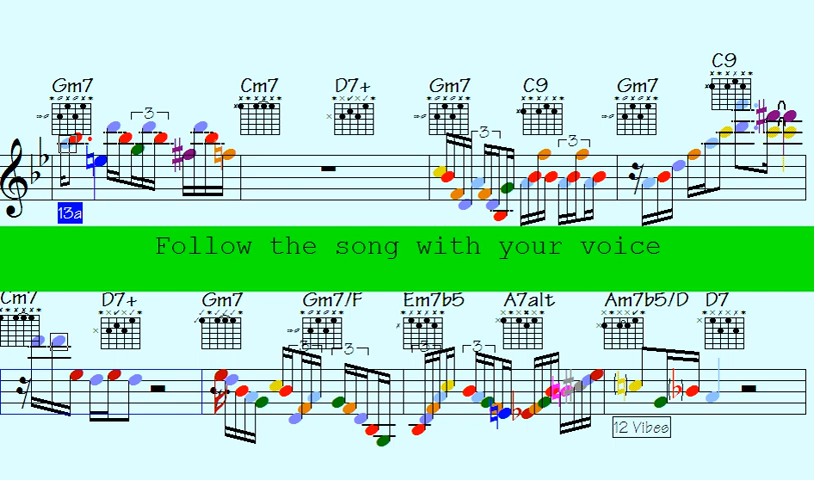 C9
Gm7 Cm7 D7+ Gm7 C9 Gm7
3 3 3
13a
Follow the song with your voice
Cm7 D7+ Gm7 Gm7/F Em7b5 A7alt Am7b5/D D7
3 3 3 3
12 Vibes